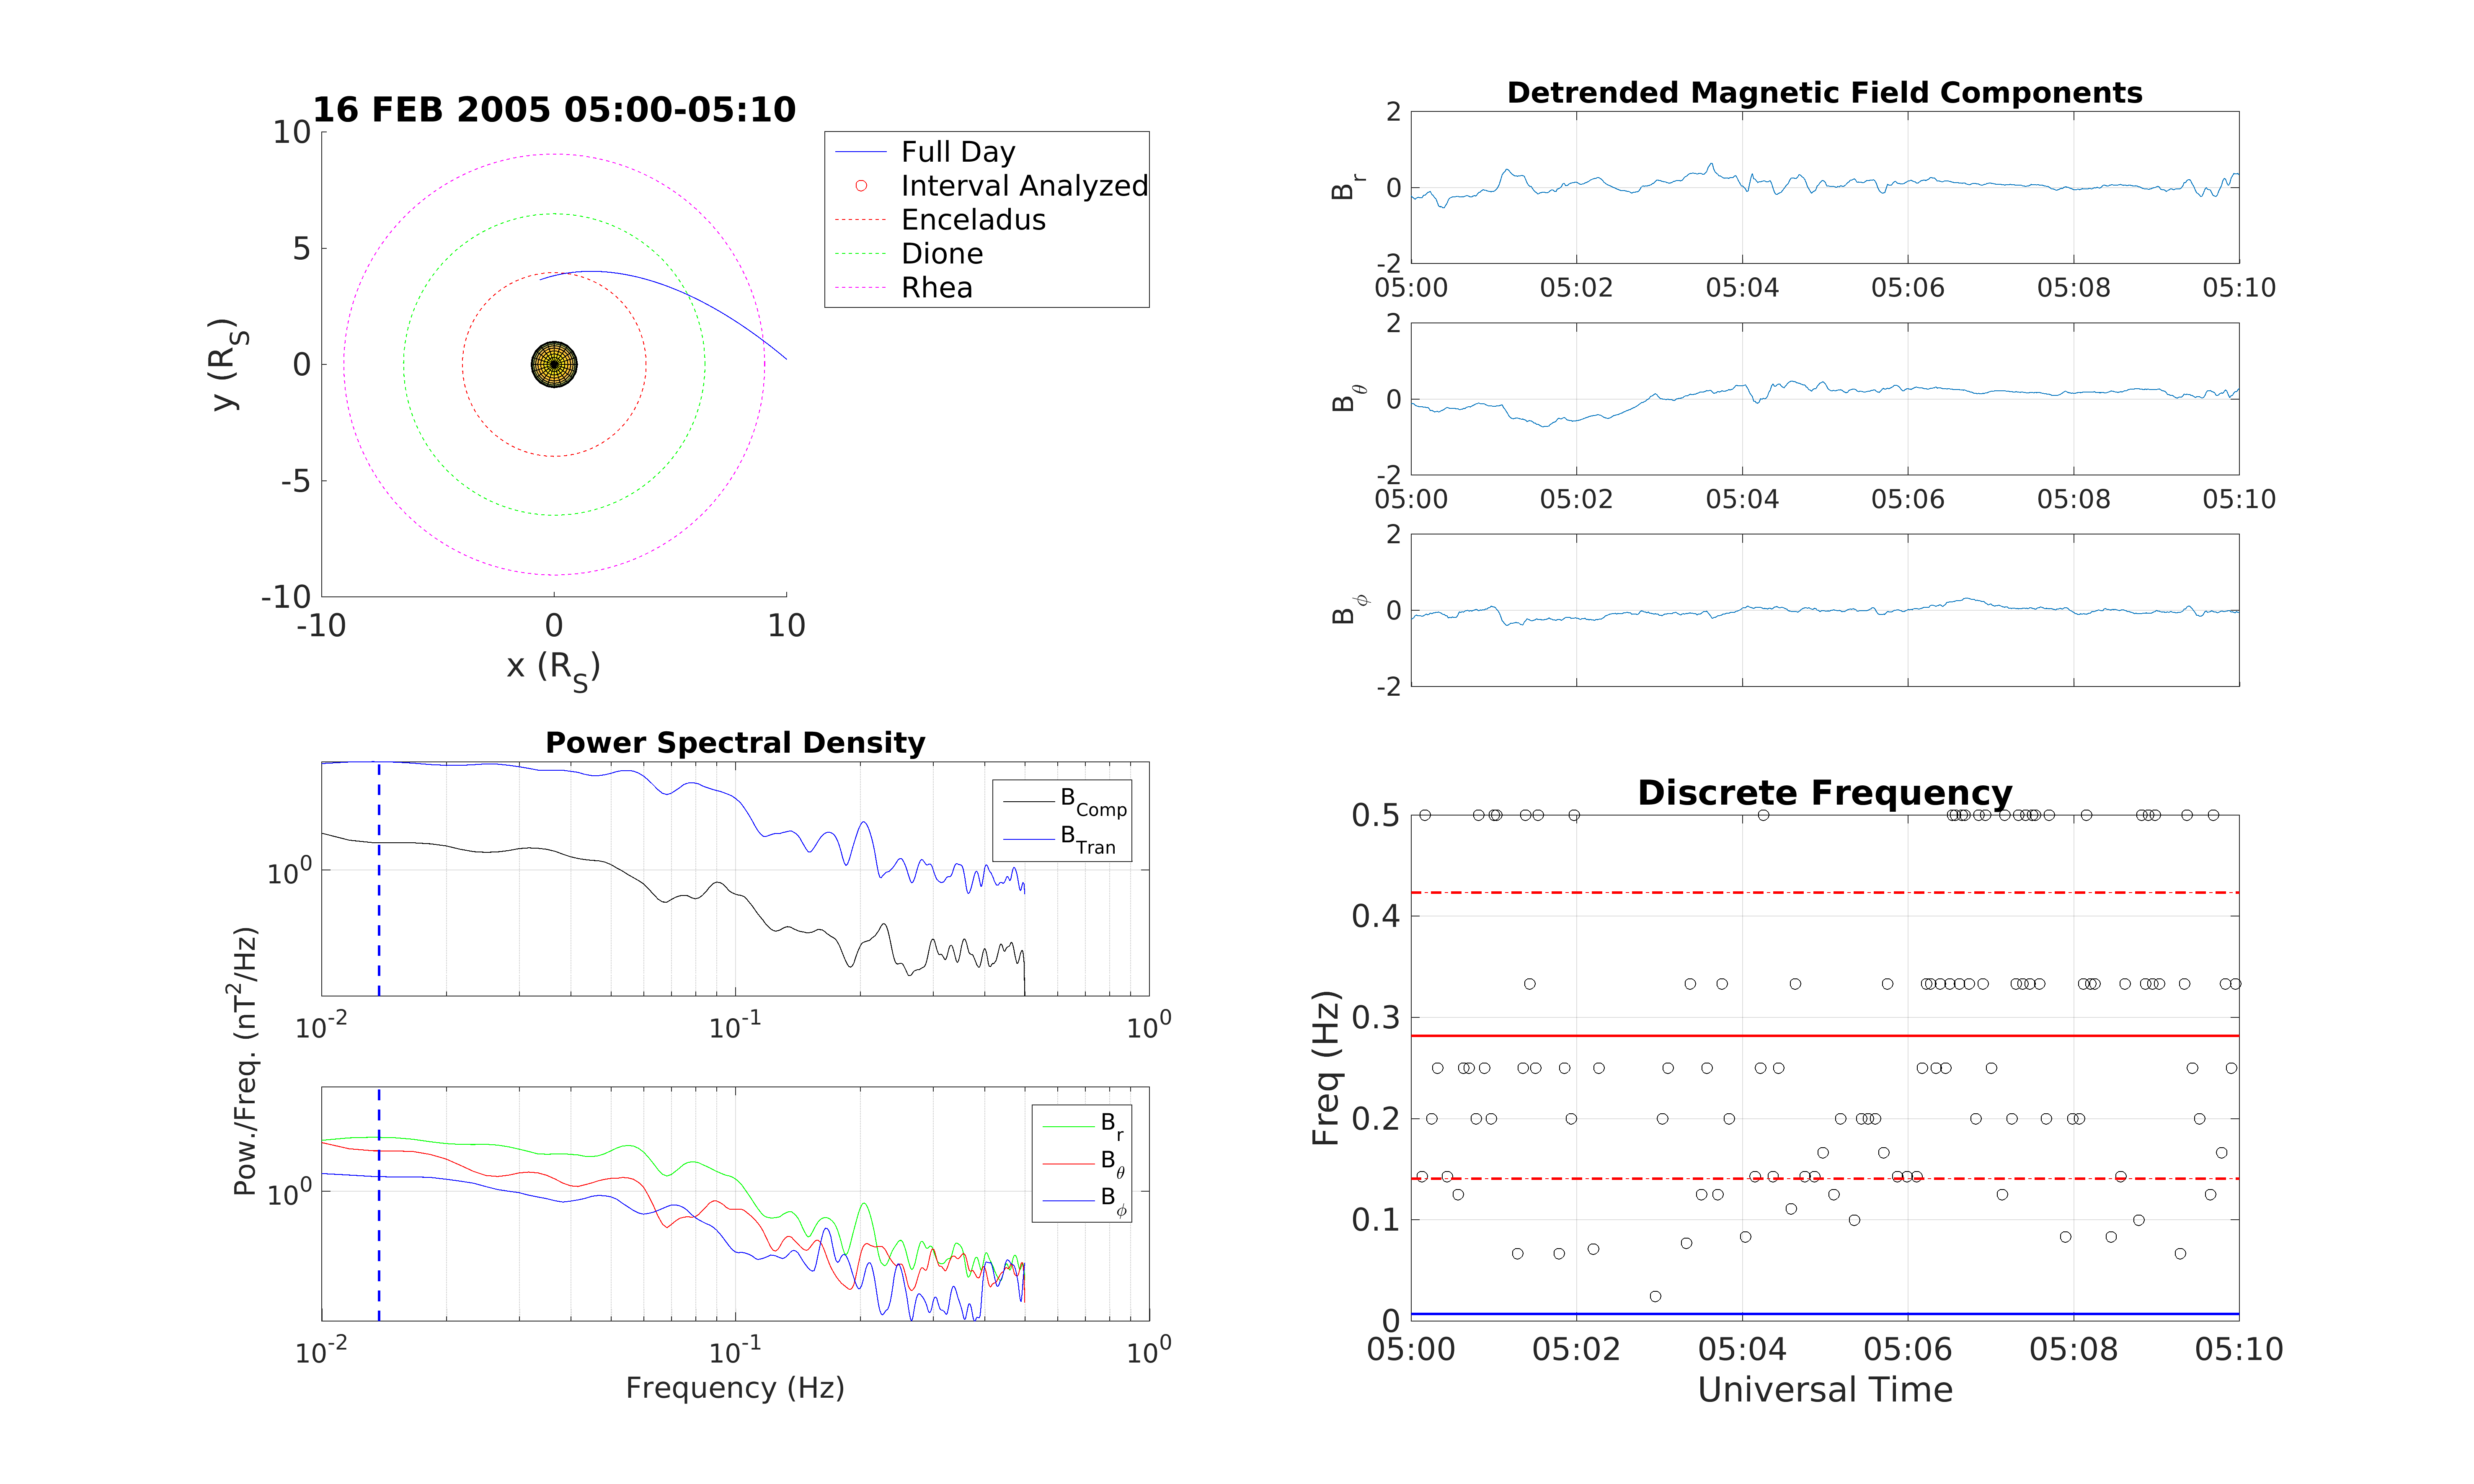 16 FEB 2005 05:00-05:10
10
5
0
-5
-10
-10 0 10
y (R_S)
x (R_S)
Full Day
Interval Analyzed
Enceladus
Dione
Rhea
Detrended Magnetic Field Components
2
0
-2
B_r
05:00 05:02 05:04 05:06 05:08 05:10
2
0
-2
B_θ
05:00 05:02 05:04 05:06 05:08 05:10
2
0
-2
B_ϕ
Power Spectral Density
10^0
B_Comp
B_Tran
10^-2 10^-1 10^0
Pow./Freq. (nT^2/Hz)
10^0
B_r
B_θ
B_ϕ
10^-2 10^-1 10^0
Frequency (Hz)
Discrete Frequency
0.5
0.4
0.3
0.2
0.1
0
Freq (Hz)
05:00 05:02 05:04 05:06 05:08 05:10
Universal Time